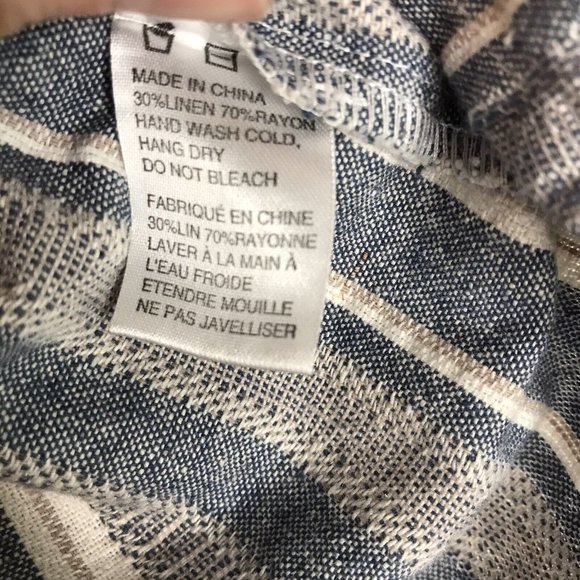 MADE IN CHINA
30%LINEN 70%RAYON
HAND WASH COLD,
HANG DRY
DO NOT BLEACH
FABRIQUÉ EN CHINE
30%LIN 70%RAYONNE
LAVER À LA MAIN À
L'EAU FROIDE
ETENDRE MOUILLE
NE PAS JAVELLISER